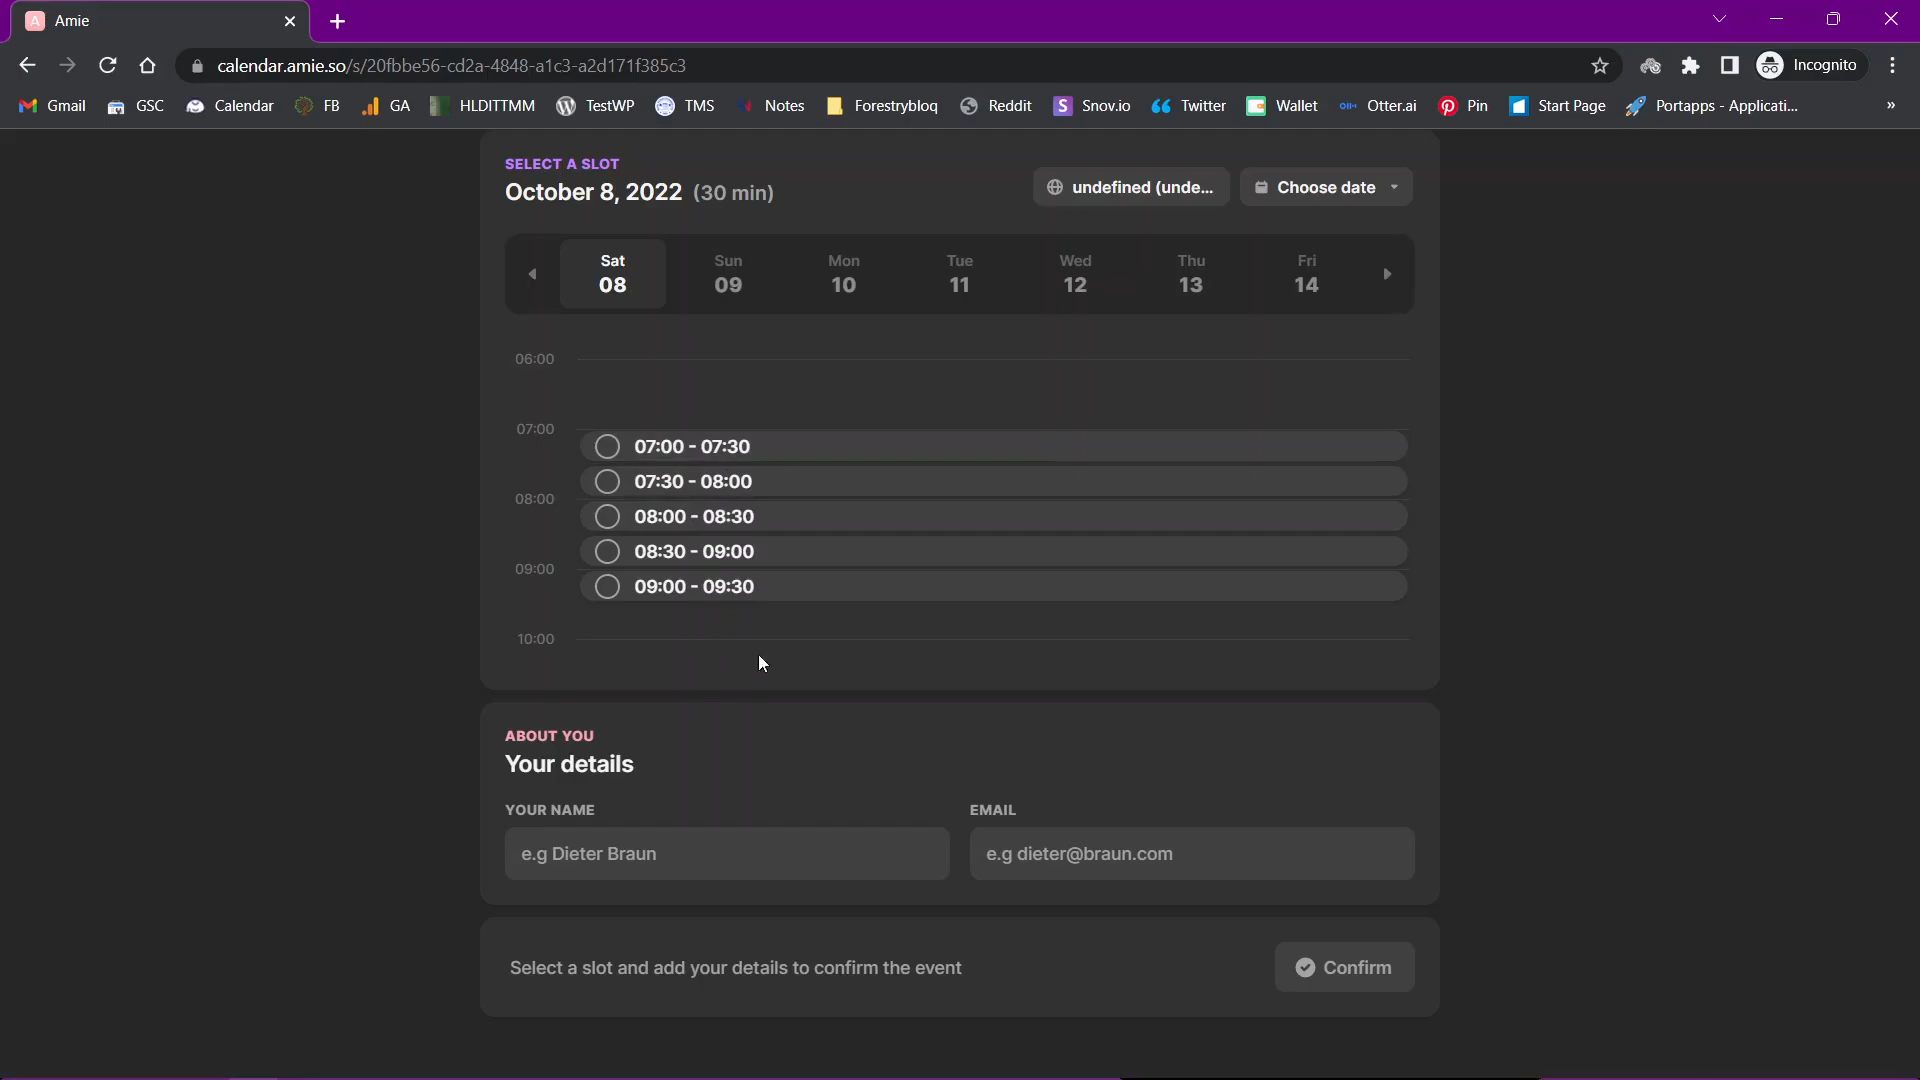 Amie
calendar.amie.so/s/20fbbe56-cd2a-4848-a1c3-a2d171f385c3
Incognito
Gmail GSC Calendar FB GA HLDITTMM TestWP TMS Notes Forestrybloq Reddit Snov.io Twitter Wallet Otter.ai Pin Start Page Portapps - Applicati... »
SELECT A SLOT
October 8, 2022 (30 min)
undefined (unde...
Choose date
Sat Sun Mon Tue Wed Thu Fri
08 09 10 11 12 13 14
06:00
07:00
07:00 - 07:30
07:30 - 08:00
08:00
08:00 - 08:30
08:30 - 09:00
09:00
09:00 - 09:30
10:00
ABOUT YOU
Your details
YOUR NAME EMAIL
e.g Dieter Braun e.g dieter@braun.com
Select a slot and add your details to confirm the event
Confirm